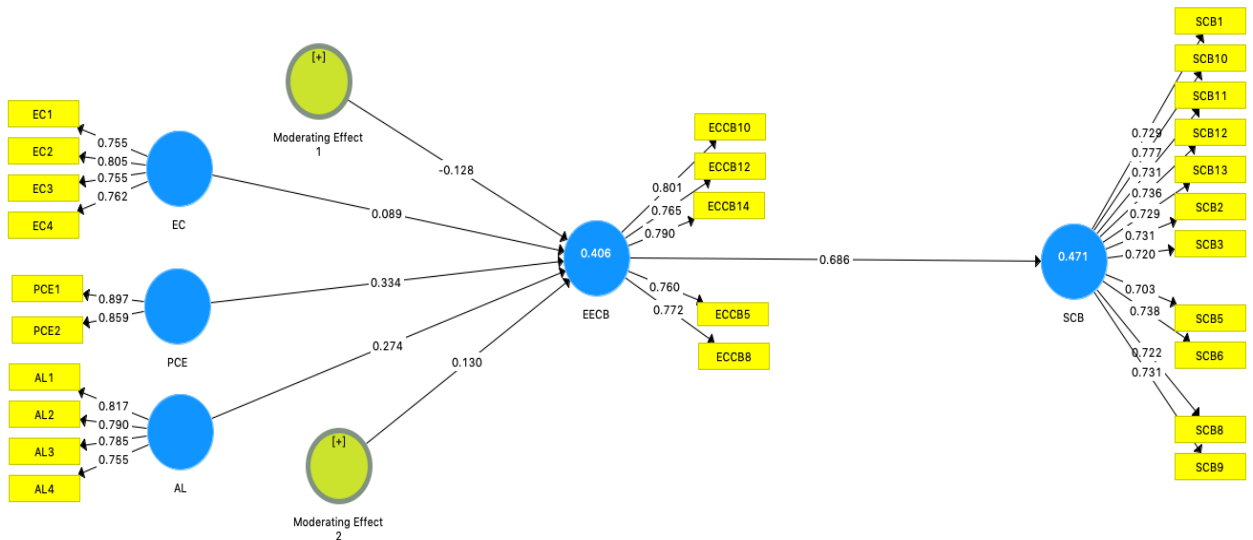 [+]
Moderating Effect
1
EC1
EC2
EC3
EC4
0.755
0.805
0.755
0.762
EC
-0.128
0.089
PCE1
PCE2
0.897
0.859
PCE
0.334
AL1
AL2
AL3
AL4
0.817
0.790
0.785
0.755
AL
0.274
0.130
[+]
Moderating Effect
2
0.406
EECB
ECCB10
ECCB12
ECCB14
ECCB5
ECCB8
0.801
0.765
0.790
0.760
0.772
0.686
0.471
SCB
0.729
0.777
0.731
0.736
0.729
0.731
0.720
0.703
0.738
0.722
0.731
SCB1
SCB10
SCB11
SCB12
SCB13
SCB2
SCB3
SCB5
SCB6
SCB8
SCB9